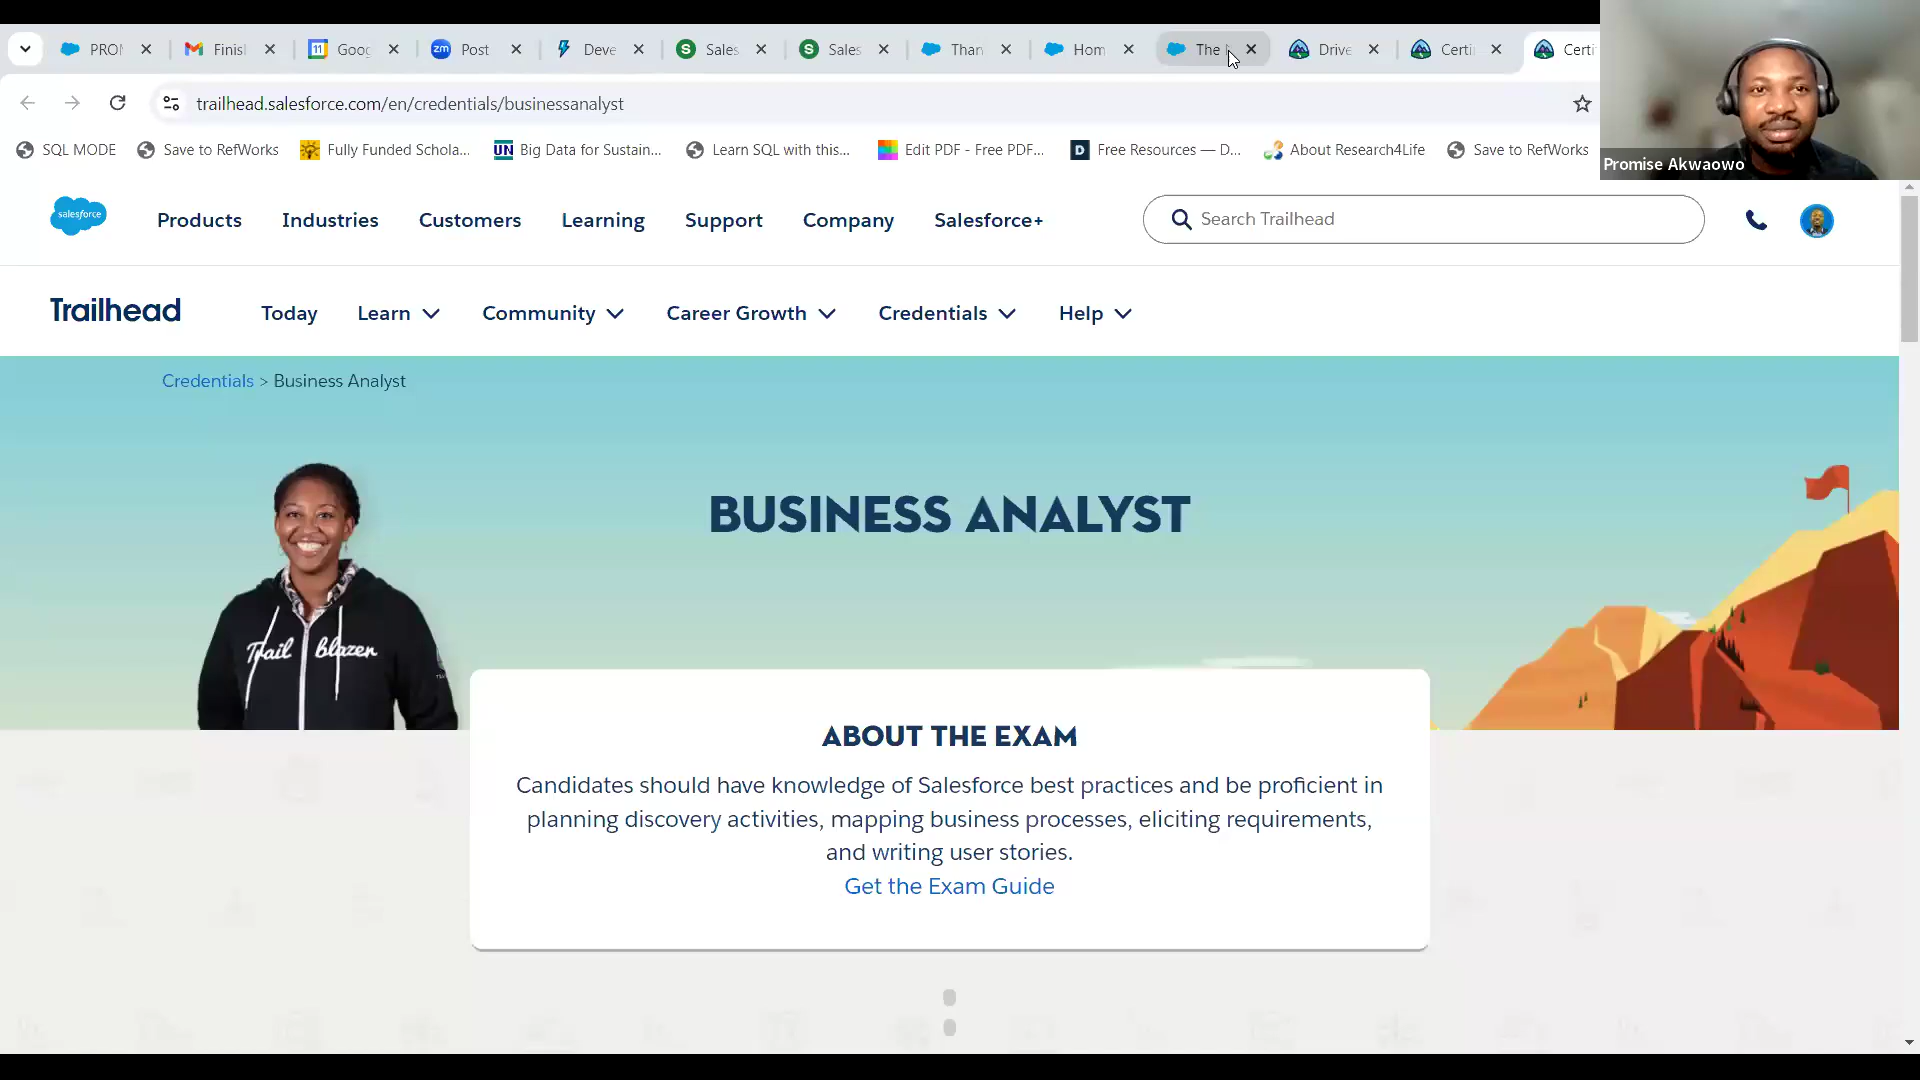 PRO
Finis
Goog
Post
Deve
Sales
Sales
Than
Hom
The
Drive
Certi
Certi
trailhead.salesforce.com/en/credentials/businessanalyst
SQL MODE
Save to RefWorks
Fully Funded Schola...
UN
Big Data for Sustain...
Learn SQL with this...
Edit PDF - Free PDF...
Free Resources — D...
About Research4Life
Save to RefWorks
Promise Akwaowo
salesforce
Products
Industries
Customers
Learning
Support
Company
Salesforce+
Search Trailhead
Trailhead
Today
Learn
Community
Career Growth
Credentials
Help
Credentials > Business Analyst
BUSINESS ANALYST
Trail blazer
ABOUT THE EXAM
Candidates should have knowledge of Salesforce best practices and be proficient in
planning discovery activities, mapping business processes, eliciting requirements,
and writing user stories.
Get the Exam Guide